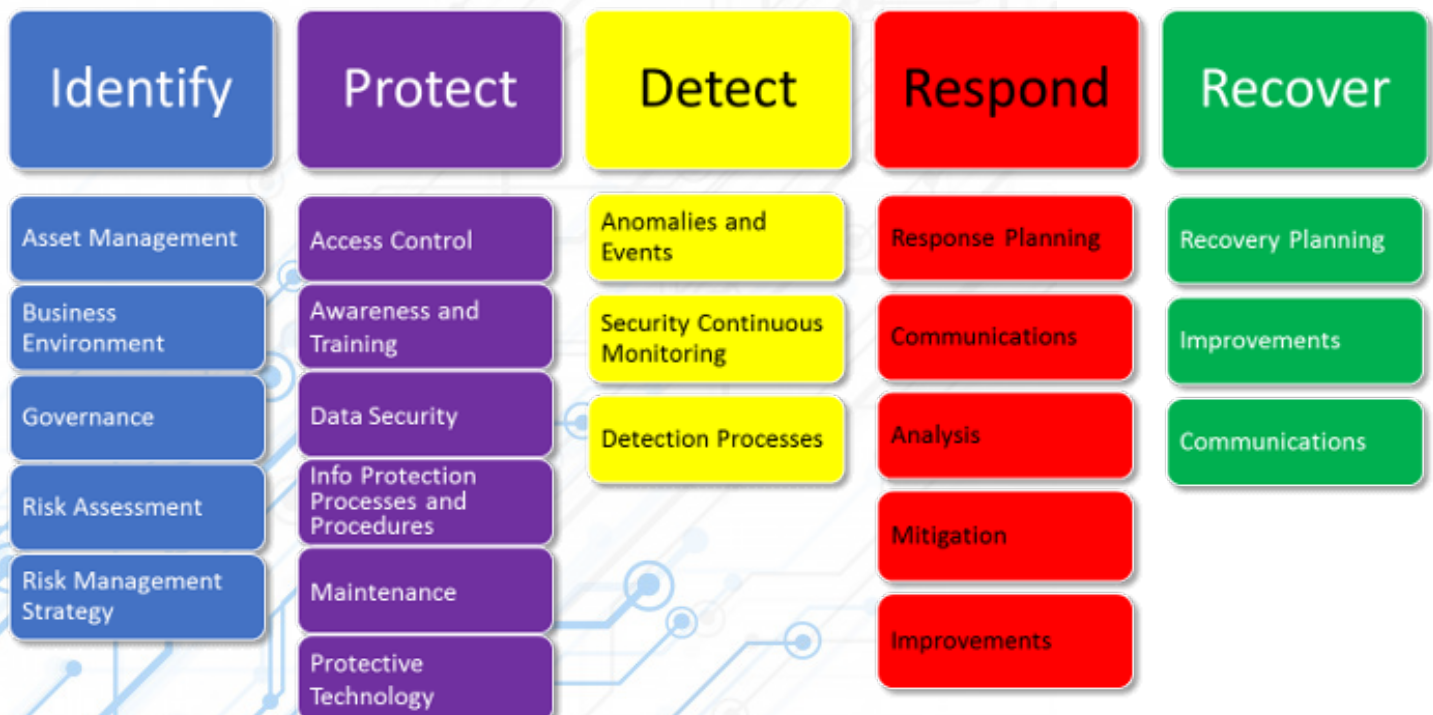 Identify
Protect
Detect
Respond
Recover
Asset Management
Business
Environment
Governance
Risk Assessment
Risk Management
Strategy
Access Control
Awareness and
Training
Data Security
Info Protection
Processes and
Procedures
Maintenance
Protective
Technology
Anomalies and
Events
Security Continuous
Monitoring
Detection Processes
Response Planning
Communications
Analysis
Mitigation
Improvements
Recovery Planning
Improvements
Communications